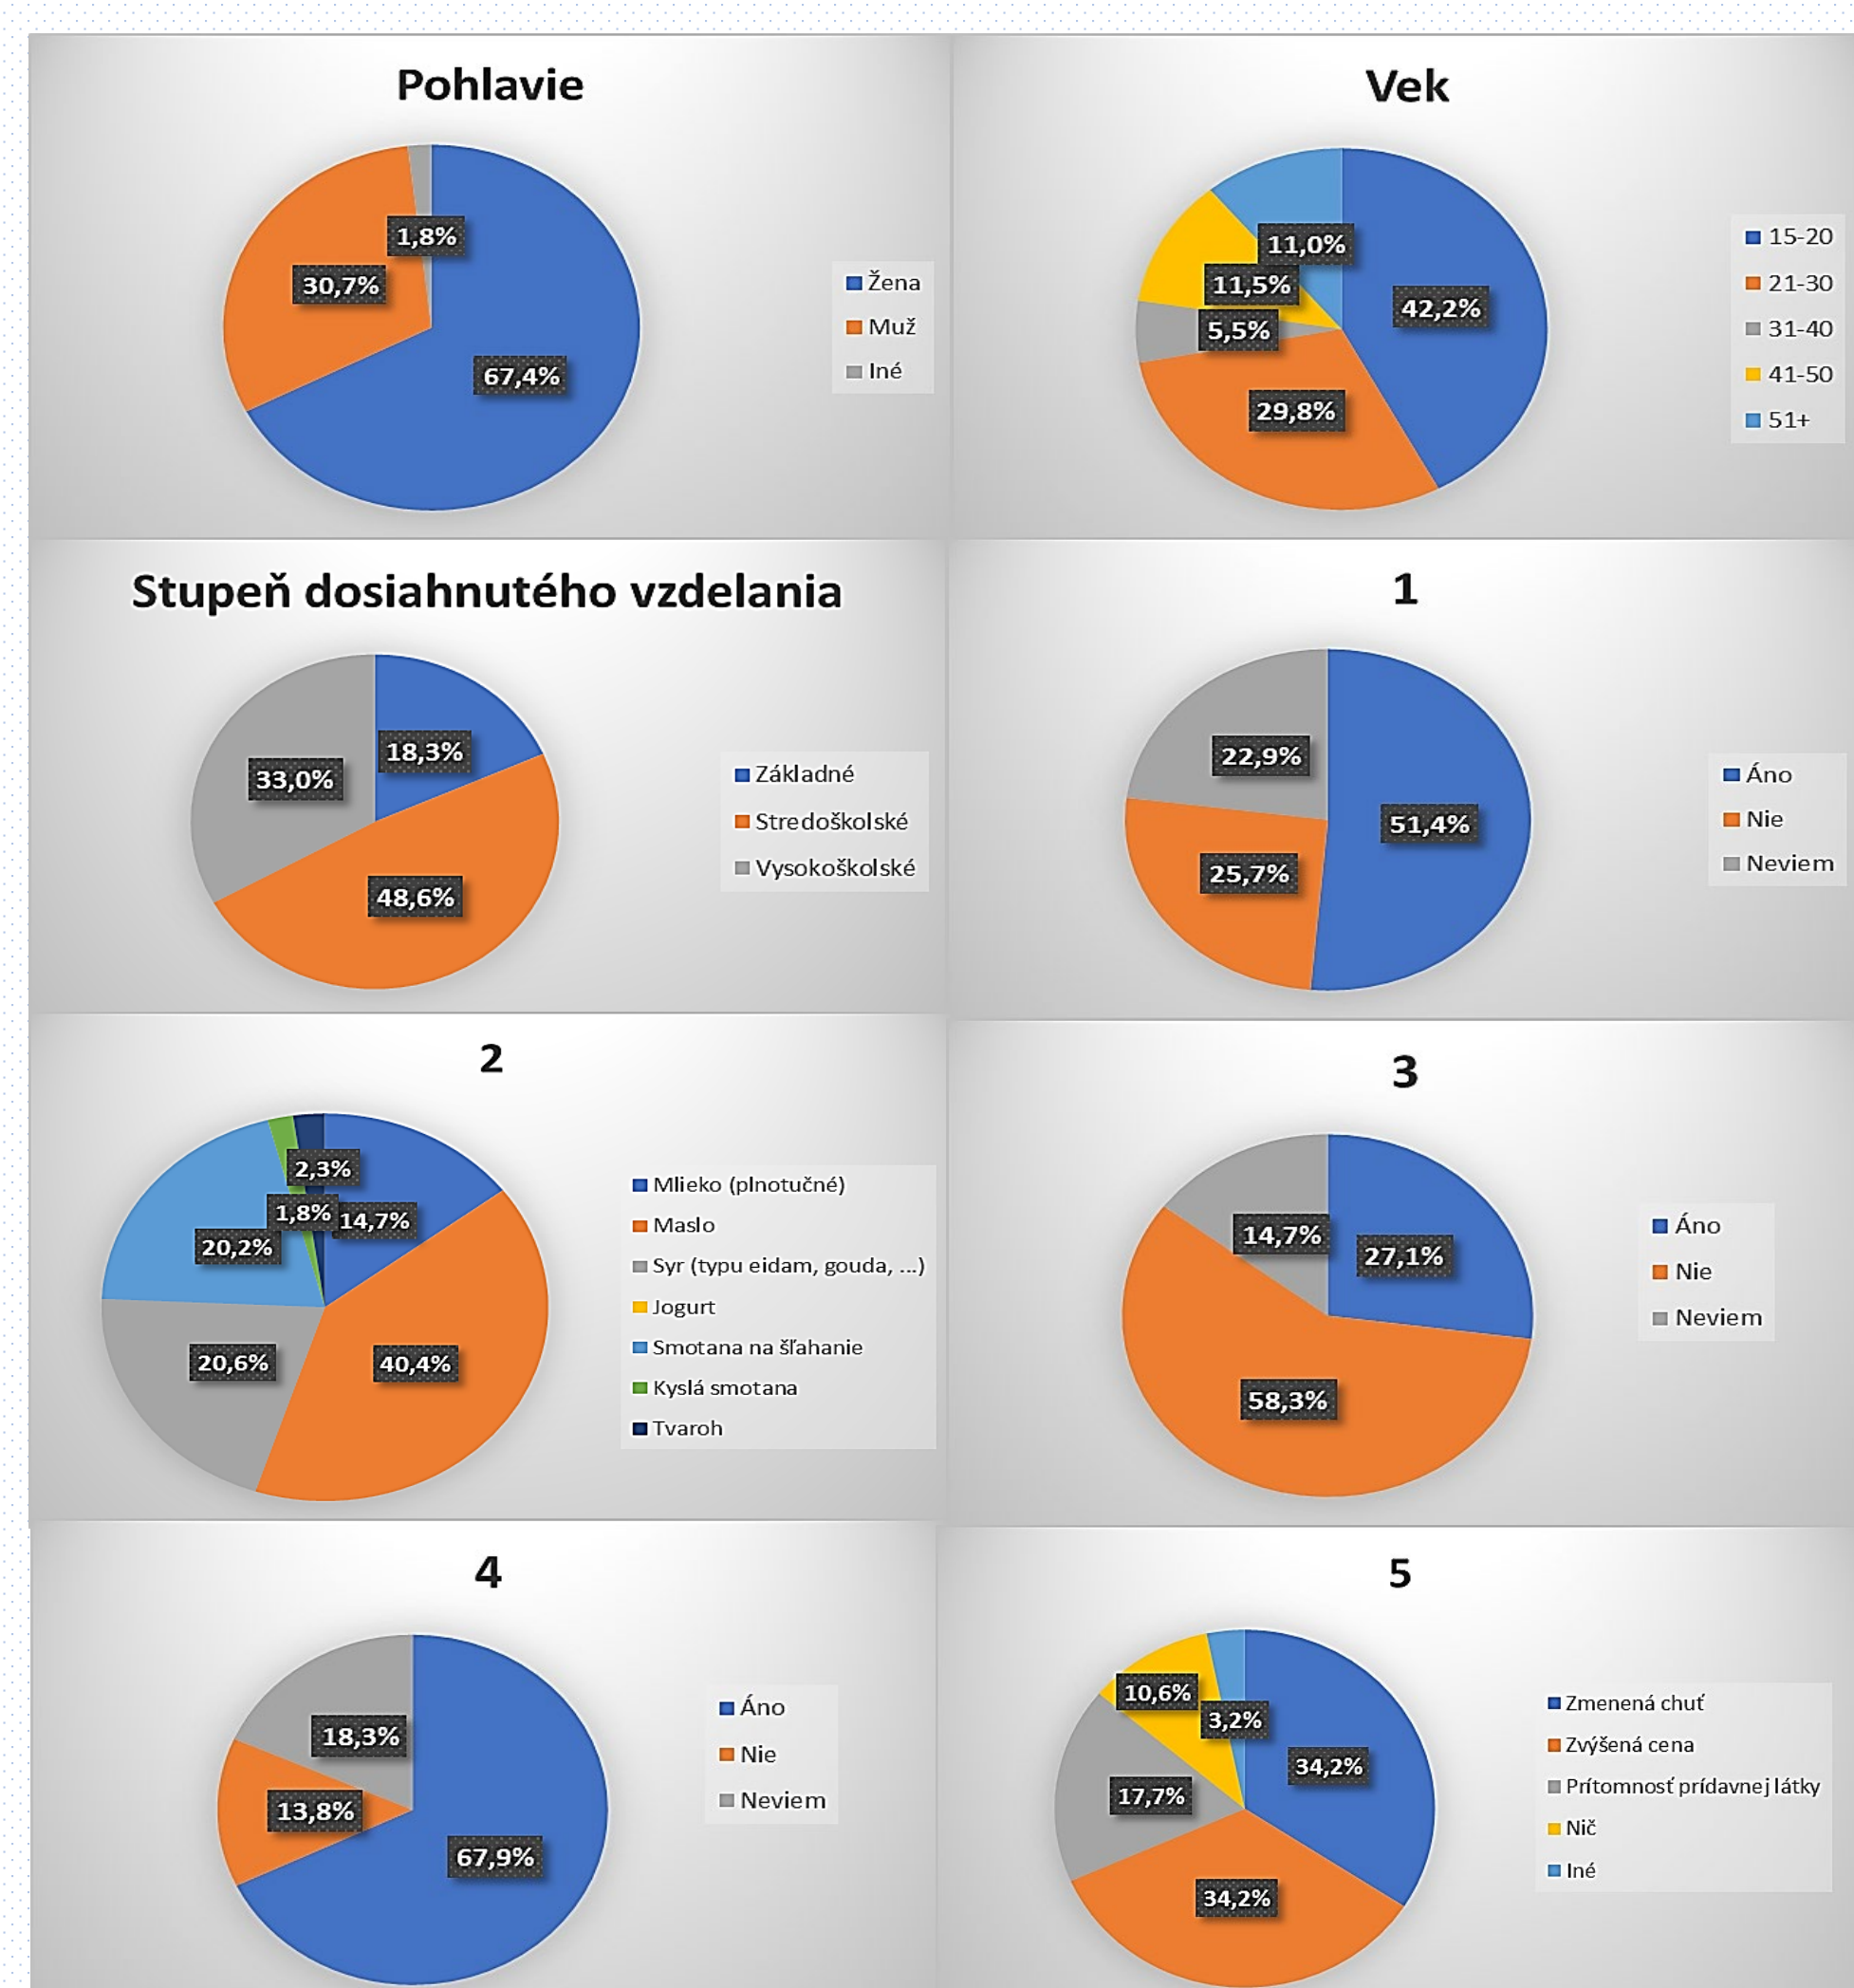 Pohlavie
1,8%
30,7%
67,4%
Žena
Muž
Iné
Vek
11,0%
11,5%
42,2%
5,5%
29,8%
15-20
21-30
31-40
41-50
51+
Stupeň dosiahnutého vzdelania
18,3%
33,0%
48,6%
Základné
Stredoškolské
Vysokoškolské
1
22,9%
51,4%
25,7%
Áno
Nie
Neviem
2
2,3%
1,8%
14,7%
20,2%
20,6%
40,4%
Mlieko (plnotučné)
Maslo
Syr (typu eidam, gouda, ...)
Jogurt
Smotana na šľahanie
Kyslá smotana
Tvaroh
3
14,7%
27,1%
58,3%
Áno
Nie
Neviem
4
18,3%
13,8%
67,9%
Áno
Nie
Neviem
5
10,6%
3,2%
34,2%
17,7%
34,2%
Zmenená chuť
Zvýšená cena
Prítomnosť prídavnej látky
Nič
Iné